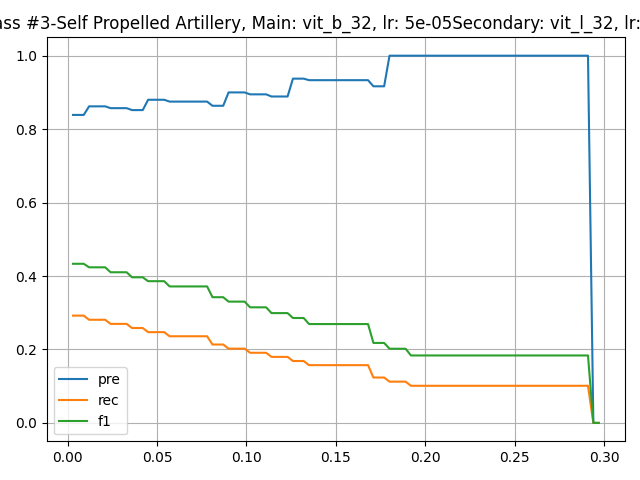 ass #3-Self Propelled Artillery, Main: vit_b_32, lr: 5e-05Secondary: vit_l_32, lr:
1.0
0.8
0.6
0.4
0.2
0.0
pre
rec
f1
0.00 0.05 0.10 0.15 0.20 0.25 0.30